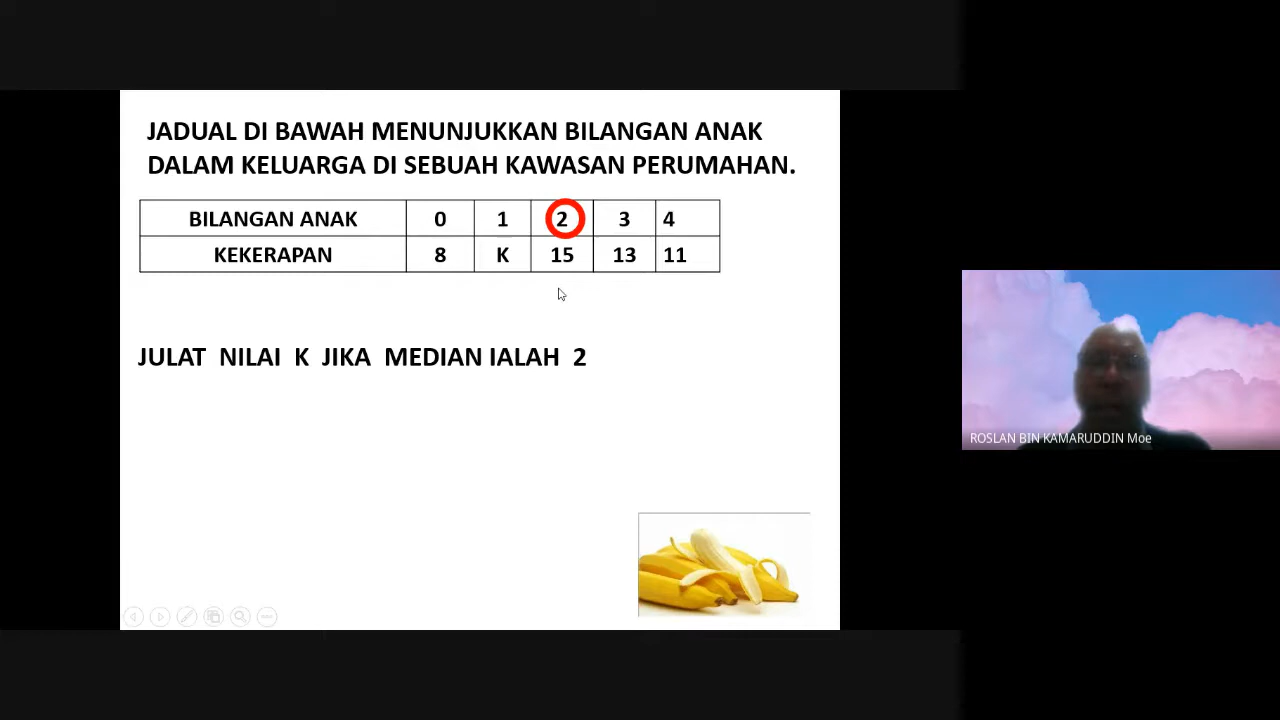 JADUAL DI BAWAH MENUNJUKKAN BILANGAN ANAK
DALAM KELUARGA DI SEBUAH KAWASAN PERUMAHAN.
BILANGAN ANAK 0 1 2 3 4
KEKERAPAN 8 K 15 13 11
JULAT NILAI K JIKA MEDIAN IALAH 2
ROSLAN BIN KAMARUDDIN Moe